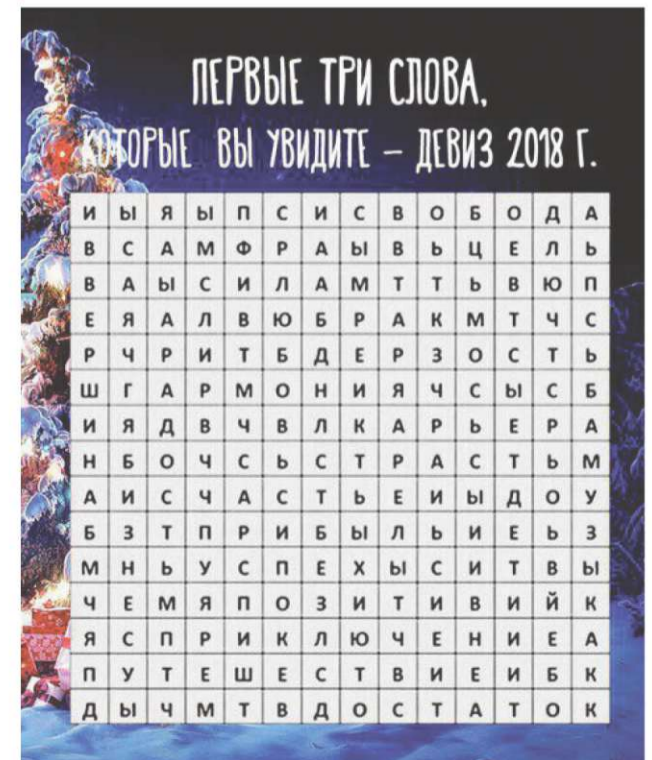 ПЕРВЫЕ ТРИ СЛОВА,
КОТОРЫЕ ВЫ УВИДИТЕ – ДЕВИЗ 2018 Г.
И Ы Я Ы П С И С В О Б О Д А
В С А М Ф Р А Ы В Ь Ц Е Л Ь
В А Ы С И Л А М Т Т Ь В Ю П
Е Я А Л В Ю Б Р А К М Т Ч С
Р Ч Р И Т Б Д Е Р З О С Т Ь
Ш Г А Р М О Н И Я Ч С Ы С Б
И Я Д В Ч В Л К А Р Ь Е Р А
Н Б О Ч С Ь С Т Р А С Т Ь М
А И С Ч А С Т Ь Е И Ы Д О У
Б З Т П Р И Б Ы Л Ь И Е Ь З
М Н Ь У С П Е Х Ы С И Т В Ы
Ч Е М Я П О З И Т И В И Й К
Я С П Р И К Л Ю Ч Е Н И Е А
П У Т Е Ш Е С Т В И Е И Б К
Д Ы Ч М Т В Д О С Т А Т О К